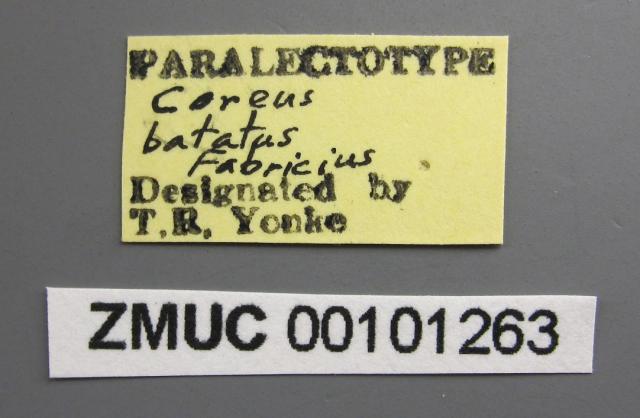 PARALECTOTYPE
Coreus
batatus
Fabricius
Designated by
T.R. Yonke
ZMUC 00101263